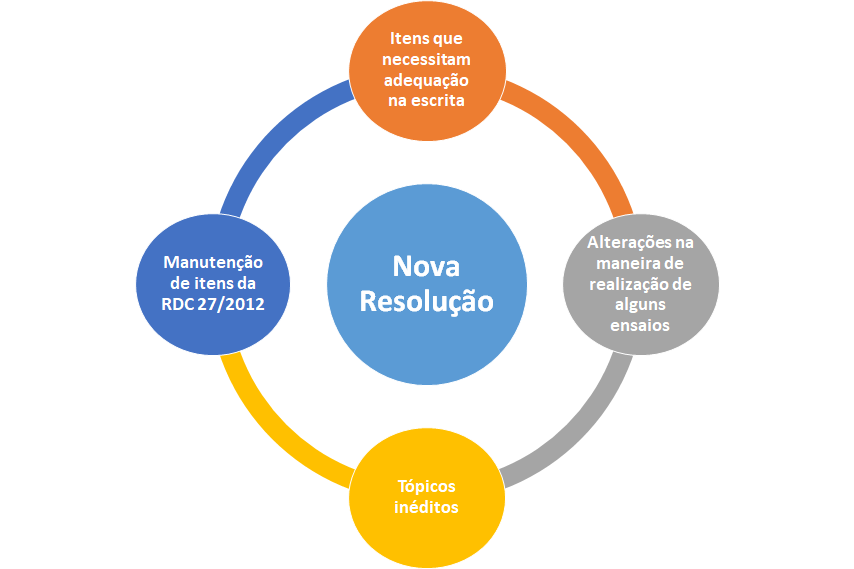 Itens que
necessitam
adequação
na escrita
Manutenção
de itens da
RDC 27/2012
Nova
Resolução
Alterações na
maneira de
realização de
alguns
ensaios
Tópicos
inéditos